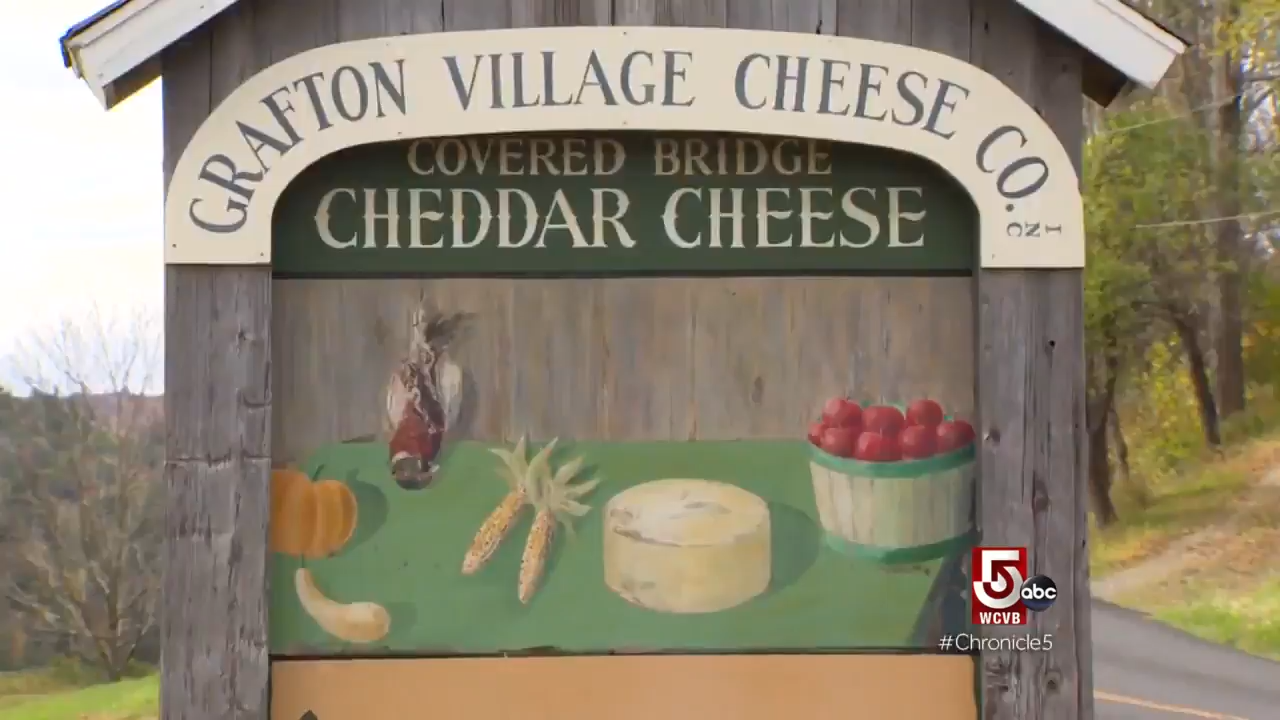 GRAFTON VILLAGE CHEESE CO. INC
COVERED BRIDGE
CHEDDAR CHEESE
5 abc
WCVB
#Chronicle5